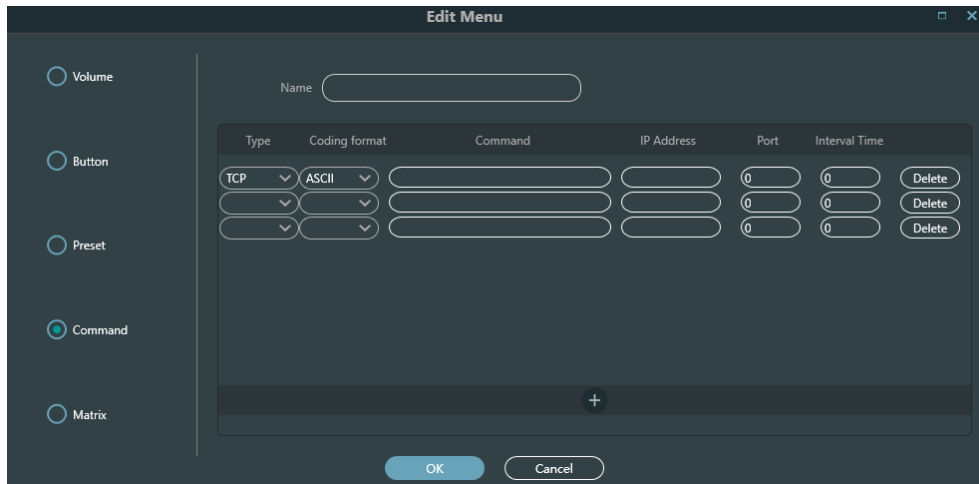 Edit Menu
Volume
Button
Preset
Command
Matrix
Name
Type Coding format Command IP Address Port Interval Time
TCP ASCII 0 0 Delete
0 0 Delete
0 0 Delete
+
OK Cancel